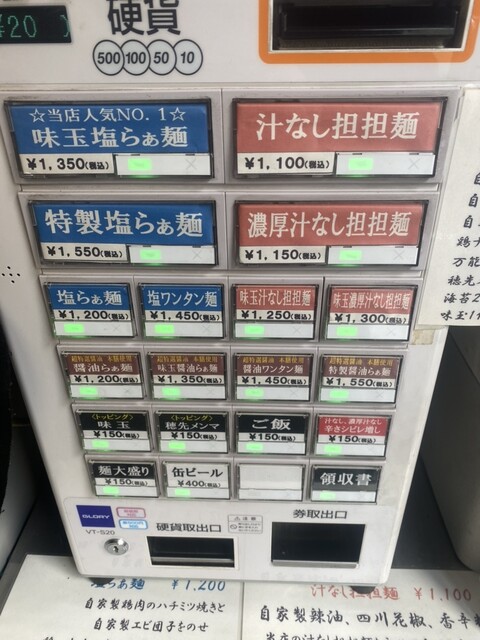 ¥20
硬貨
500 100 50 10
☆当店人気NO.1☆
味玉塩らぁ麺
¥1,350(税込)
汁なし担担麺
¥1,100(税込)
特製塩らぁ麺
¥1,550(税込)
濃厚汁なし担担麺
¥1,150(税込)
塩らぁ麺
¥1,200(税込)
塩ワンタン麺
¥1,450(税込)
味玉汁なし担担麺
¥1,250(税込)
味玉濃厚汁なし担担麺
¥1,300(税込)
醤油らぁ麺
¥1,200(税込)
味玉醤油らぁ麺
¥1,350(税込)
醤油ワンタン麺
¥1,450(税込)
特製醤油らぁ麺
¥1,550(税込)
(トッピング)
味玉
¥150(税込)
(トッピング)
穂先メンマ
¥150(税込)
ご飯
¥150(税込)
汁なし、濃厚汁なし
辛さシビレ増し
¥150(税込)
麺大盛り
¥150(税込)
缶ビール
¥400(税込)
領収書
GLORY
VT-S20
硬貨取出口
券取出口
らぁ麺 ¥1,200
自家製鶏肉のハチミツ焼きと
自家製エビ団子をのせ
汁なし担担麺 ¥1,100
自家製辣油、四川花椒、香辛
万能
海苔2
味玉1